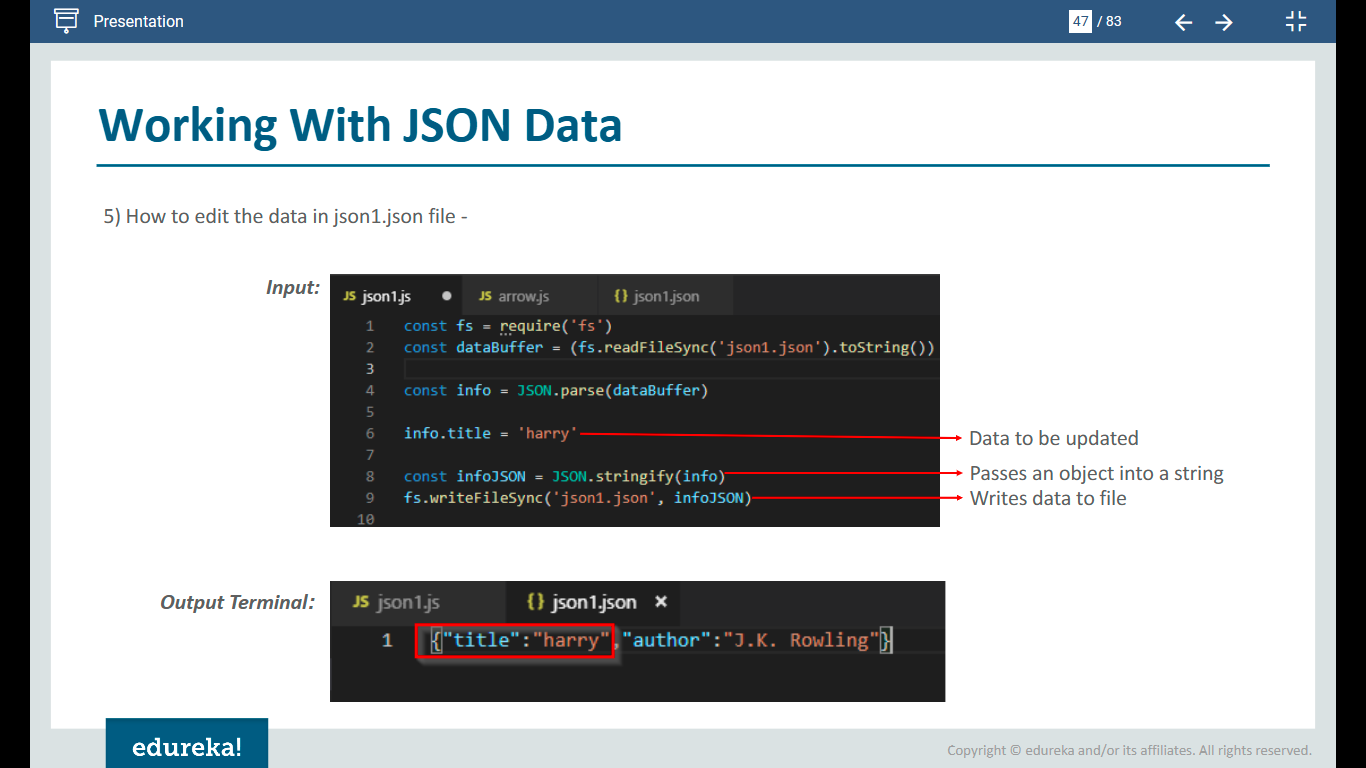 Presentation
47 / 83
Working With JSON Data
5) How to edit the data in json1.json file -
Input:
JS json1.js
JS arrow.js
{} json1.json
1 const fs = require('fs')
2 const dataBuffer = (fs.readFileSync('json1.json').toString())
3
4 const info = JSON.parse(dataBuffer)
5
6 info.title = 'harry'
7
8 const infoJSON = JSON.stringify(info)
9 fs.writeFileSync('json1.json', infoJSON)
10
Data to be updated
Passes an object into a string
Writes data to file
Output Terminal:
JS json1.js
{} json1.json ×
1 {"title":"harry","author":"J.K. Rowling"}
edureka!
Copyright © edureka and/or its affiliates. All rights reserved.